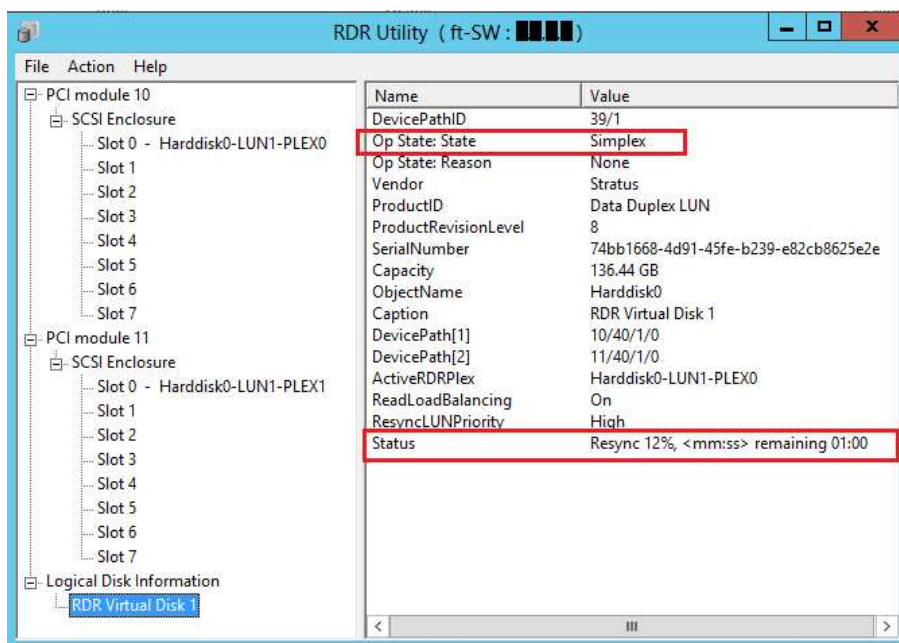 RDR Utility ( ft-SW : )
File Action Help
PCI module 10
SCSI Enclosure
Slot 0 - Harddisk0-LUN1-PLEX0
Slot 1
Slot 2
Slot 3
Slot 4
Slot 5
Slot 6
Slot 7
PCI module 11
SCSI Enclosure
Slot 0 - Harddisk0-LUN1-PLEX1
Slot 1
Slot 2
Slot 3
Slot 4
Slot 5
Slot 6
Slot 7
Logical Disk Information
RDR Virtual Disk 1
Name Value
DevicePathID 39/1
Op State: State Simplex
Op State: Reason None
Vendor Stratus
ProductID Data Duplex LUN
ProductRevisionLevel 8
SerialNumber 74bb1668-4d91-45fe-b239-e82cb8625e2e
Capacity 136.44 GB
ObjectName Harddisk0
Caption RDR Virtual Disk 1
DevicePath[1] 10/40/1/0
DevicePath[2] 11/40/1/0
ActiveRDRPlex Harddisk0-LUN1-PLEX0
ReadLoadBalancing On
ResyncLUNPriority High
Status Resync 12%, <mm:ss> remaining 01:00